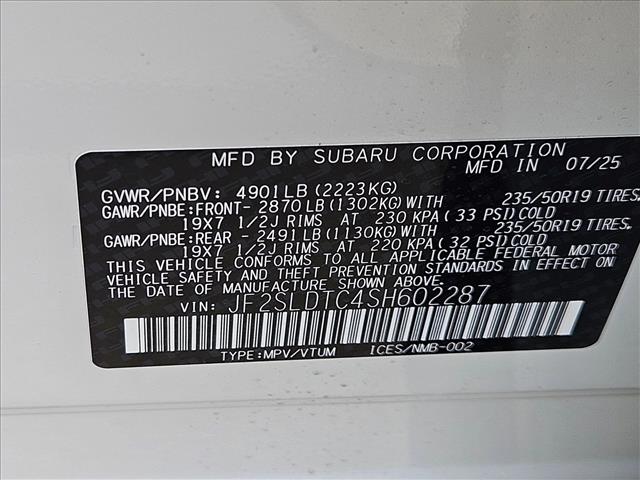 MFD BY SUBARU CORPORATION
MFD IN 07/25
GVWR/PNBV: 4901LB (2223KG)
GAWR/PNBE:FRONT- 2870LB (1302KG) WITH 235/50R19 TIRES.
19X7 1/2J RIMS AT 230 KPA (33 PSI) COLD
GAWR/PNBE:REAR - 2491LB (1130KG) WITH 235/50R19 TIRES.
19X7 1/2J RIMS AT 220 KPA (32 PSI) COLD
THIS VEHICLE CONFORMS TO ALL APPLICABLE FEDERAL MOTOR
VEHICLE SAFETY AND THEFT PREVENTION STANDARDS IN EFFECT
ON THE DATE OF MANUFACTURE SHOWN ABOVE.
VIN: JF2SLDTC4SH602287
TYPE:MPV/VTUM ICES/NMB-002